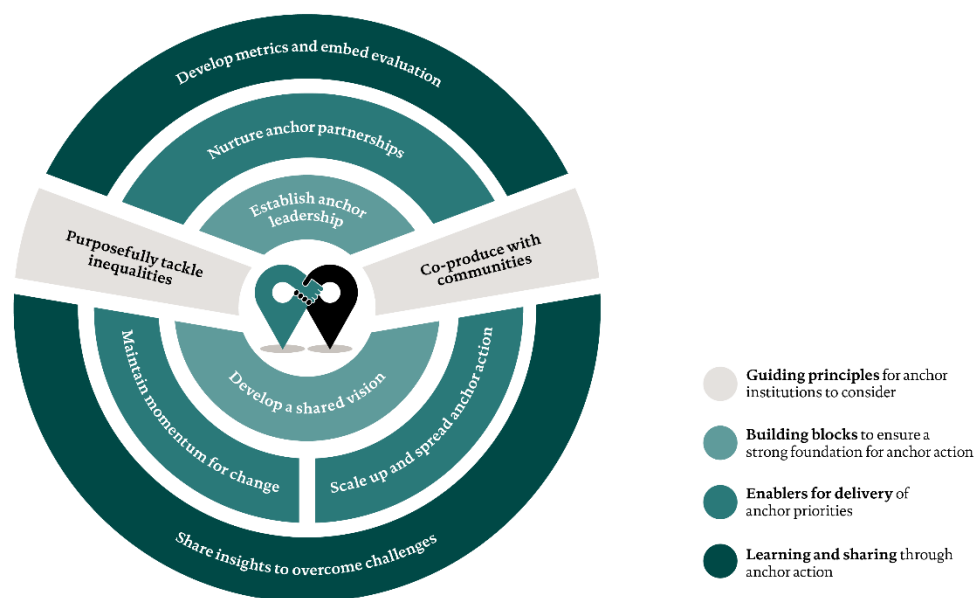 Develop metrics and embed evaluation
Nurture anchor partnerships
Establish anchor
leadership
Purposefully tackle
inequalities
Co-produce with
communities
Develop a shared vision
Maintain momentum for change
Scale up and spread anchor action
Share insights to overcome challenges
Guiding principles for anchor
institutions to consider
Building blocks to ensure a
strong foundation for anchor action
Enablers for delivery of
anchor priorities
Learning and sharing through
anchor action